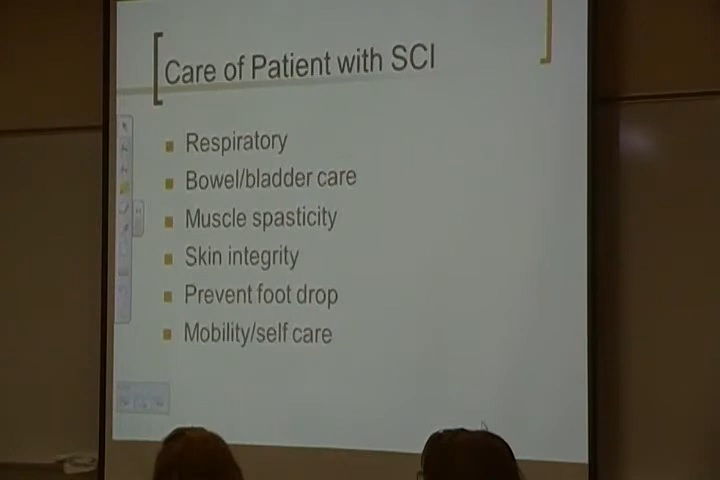 Care of Patient with SCI
Respiratory
Bowel/bladder care
Muscle spasticity
Skin integrity
Prevent foot drop
Mobility/self care